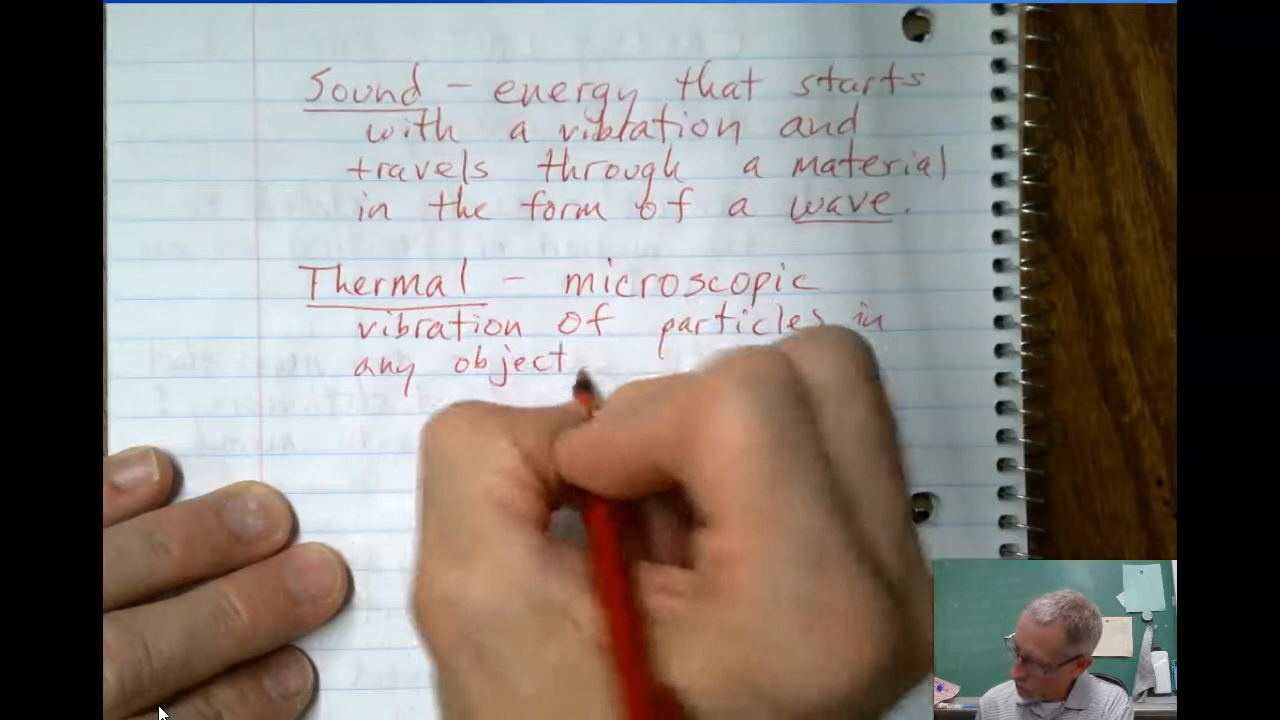 Sound - energy that starts
with a vibration and
travels through a material
in the form of a wave.
Thermal - microscopic
vibration of particles in
any object